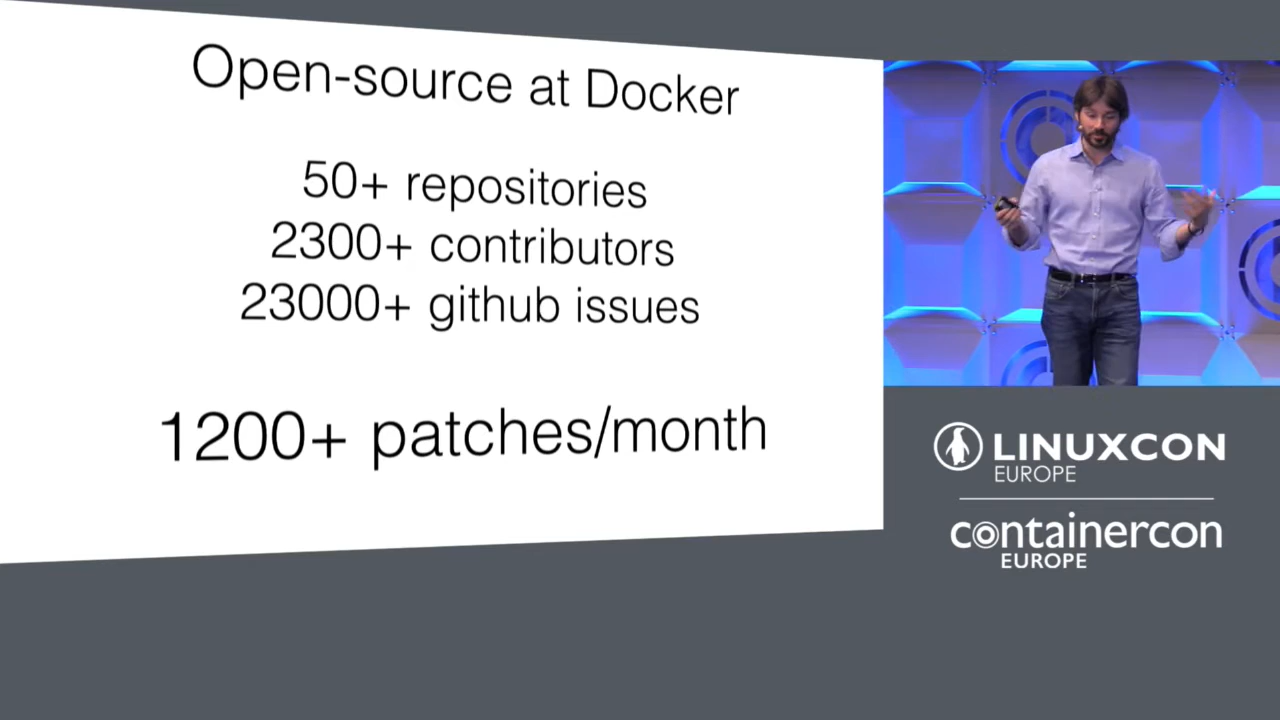 Open-source at Docker
50+ repositories
2300+ contributors
23000+ github issues
1200+ patches/month
LINUXCON
EUROPE
containercon
EUROPE